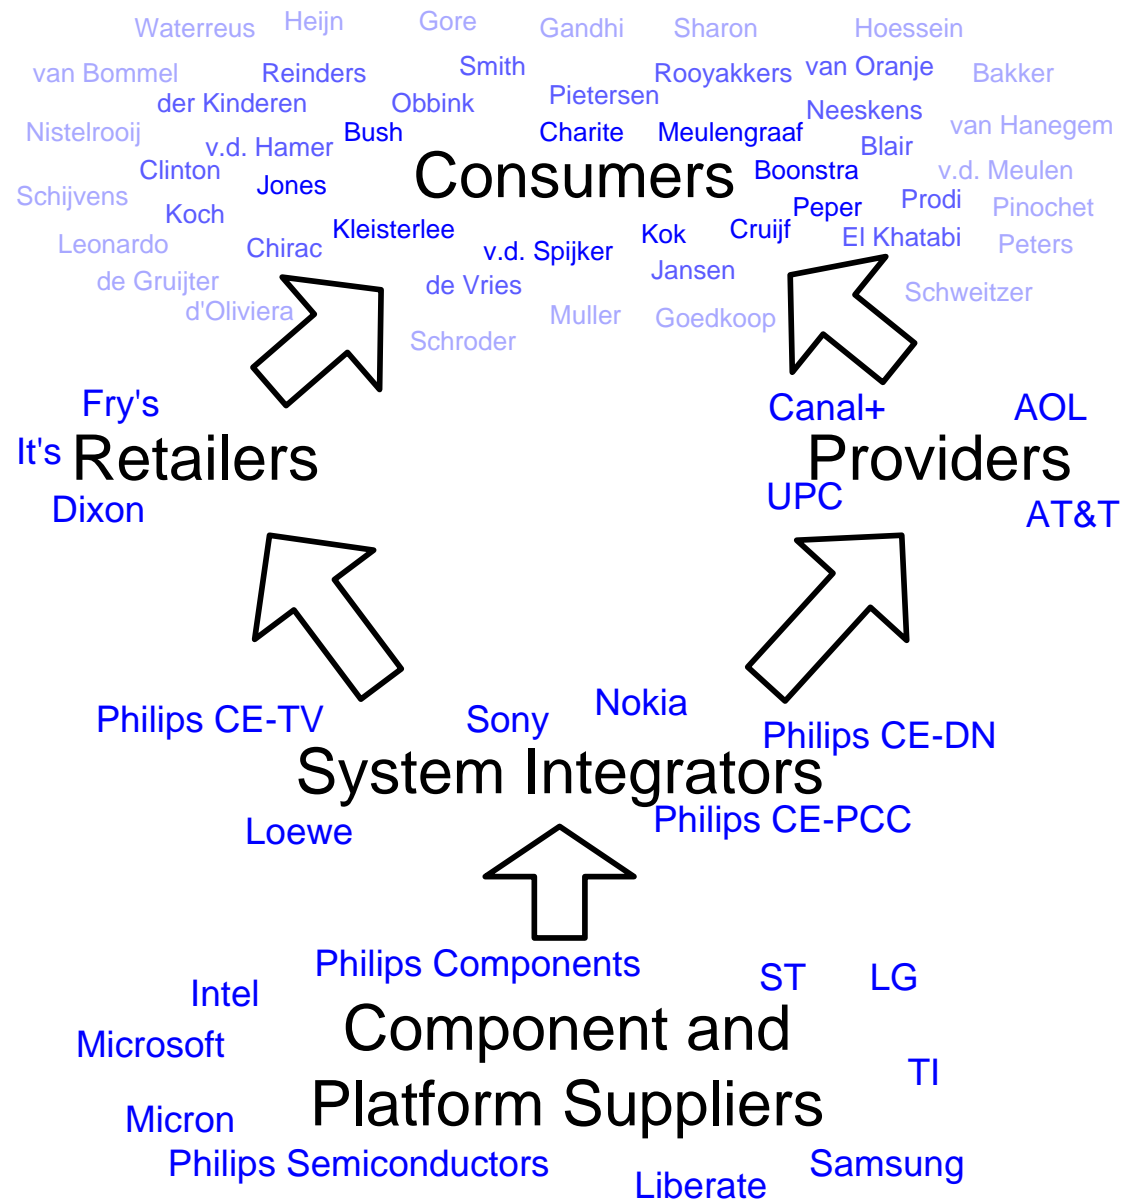 Waterreus
Heijn
Gore
Gandhi
Sharon
Hoessein
van Bommel
Reinders
Smith
Rooyakkers
van Oranje
Bakker
der Kinderen
Obbink
Pietersen
Neeskens
Nistelrooij
v.d. Hamer
Bush
Charite
Meulengraaf
Blair
van Hanegem
Clinton
Jones
Consumers
Boonstra
v.d. Meulen
Schijvens
Koch
Peper
Prodi
Pinochet
Leonardo
Chirac
Kleisterlee
v.d. Spijker
Kok
Cruijf
El Khatabi
Peters
de Gruijter
de Vries
Jansen
Schweitzer
d'Oliviera
Schroder
Muller
Goedkoop
Fry's
Canal+
AOL
It's
Retailers
Providers
Dixon
UPC
AT&T
Philips CE-TV
Sony
Nokia
Philips CE-DN
System Integrators
Loewe
Philips CE-PCC
Philips Components
ST
LG
Intel
Microsoft
Component and
Platform Suppliers
TI
Micron
Philips Semiconductors
Liberate
Samsung